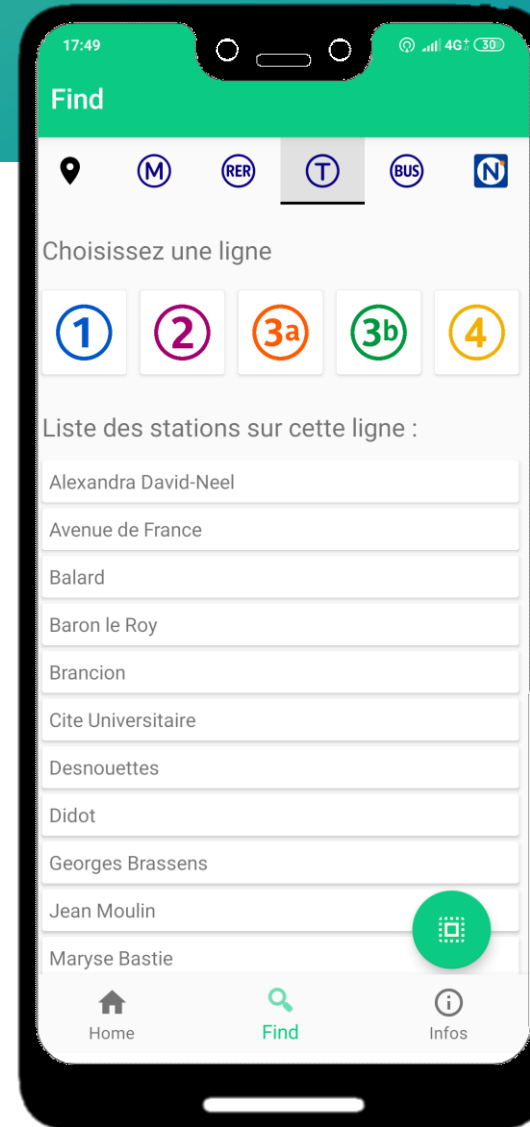 17:49 4G+ 30
Find
M RER T BUS N
Choisissez une ligne
1 2 3a 3b 4
Liste des stations sur cette ligne :
Alexandra David-Neel
Avenue de France
Balard
Baron le Roy
Brancion
Cite Universitaire
Desnouettes
Didot
Georges Brassens
Jean Moulin
Maryse Bastie
Home Find Infos